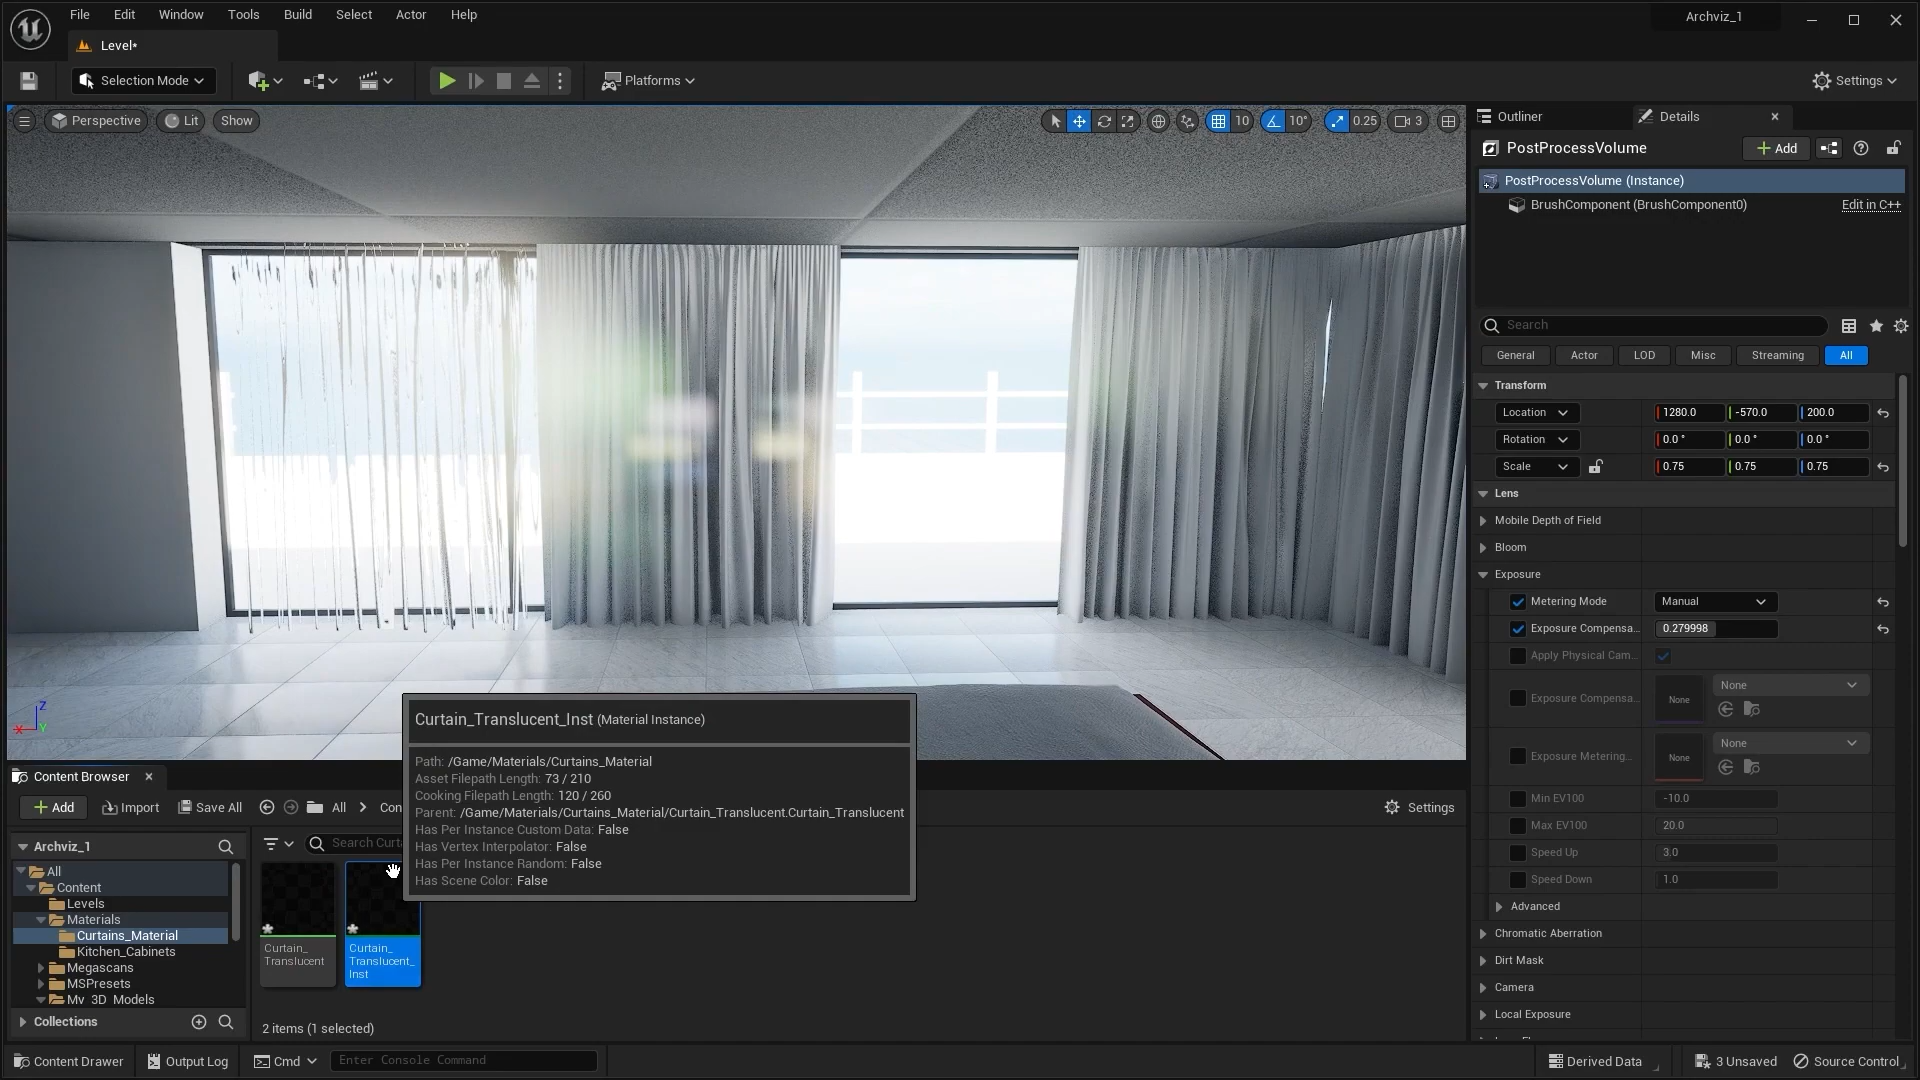 File Edit Window Tools Build Select Actor Help
Archviz_1
Level*
Selection Mode
Platforms
Settings
Perspective
Lit
Show
10
10°
0.25
3
Outliner
Details
PostProcessVolume
Add
PostProcessVolume (Instance)
BrushComponent (BrushComponent0)
Edit in C++
Search
General
Actor
LOD
Misc
Streaming
All
Transform
Location 1280.0 -570.0 200.0
Rotation 0.0 ° 0.0 ° 0.0 °
Scale 0.75 0.75 0.75
Lens
Mobile Depth of Field
Bloom
Exposure
Metering Mode Manual
Exposure Compensa... 0.279998
Apply Physical Cam...
Exposure Compensa... None None
Exposure Metering... None None
Min EV100 -10.0
Max EV100 20.0
Speed Up 3.0
Speed Down 1.0
Advanced
Chromatic Aberration
Dirt Mask
Camera
Local Exposure
Z
X
Y
Curtain_Translucent_Inst (Material Instance)
Path: /Game/Materials/Curtains_Material
Asset Filepath Length: 73 / 210
Cooking Filepath Length: 120 / 260
Parent: /Game/Materials/Curtains_Material/Curtain_Translucent.Curtain_Translucent
Has Per Instance Custom Data: False
Has Vertex Interpolator: False
Has Per Instance Random: False
Has Scene Color: False
Content Browser
Add
Import
Save All
All
Con
Settings
Archviz_1
Search Curta
All
Content
Levels
Materials
Curtains_Material
Kitchen_Cabinets
Megascans
MSPresets
My_3D_Models
Collections
Curtain_
Translucent
Curtain_
Translucent_
Inst
2 items (1 selected)
Content Drawer
Output Log
Cmd
Enter Console Command
Derived Data
3 Unsaved
Source Control